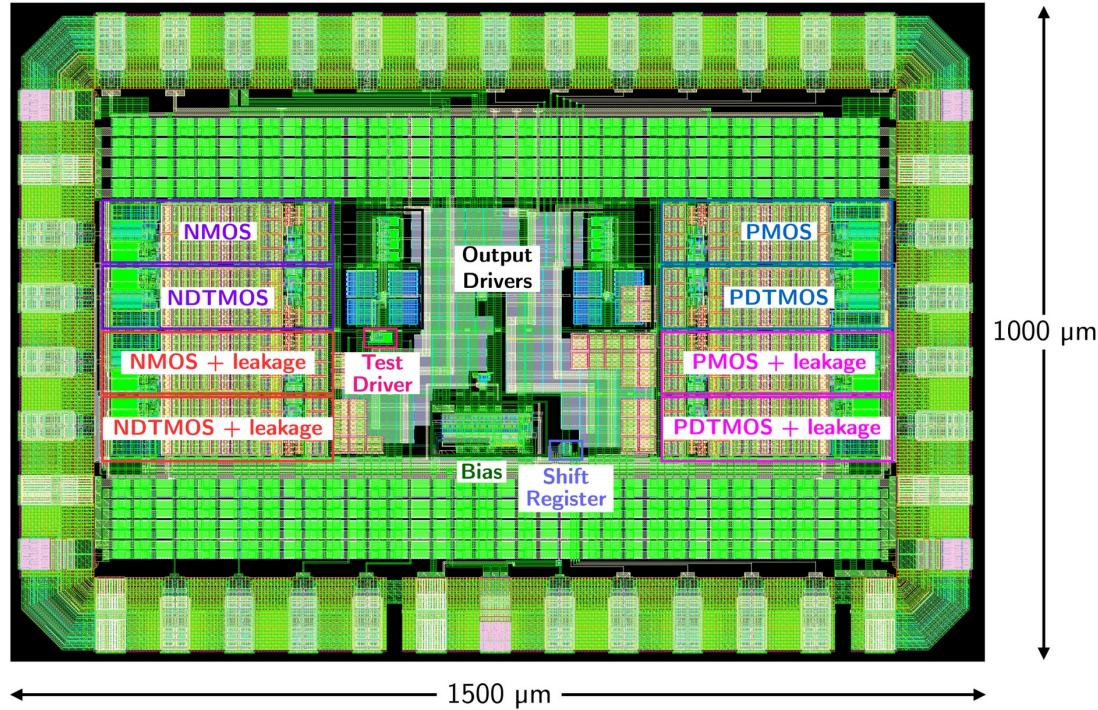 NMOS
PMOS
Output
Drivers
NDTMOS
PDTMOS
1000 µm
NMOS + leakage
Test
Driver
PMOS + leakage
NDTMOS + leakage
PDTMOS + leakage
Bias
Shift
Register
1500 µm